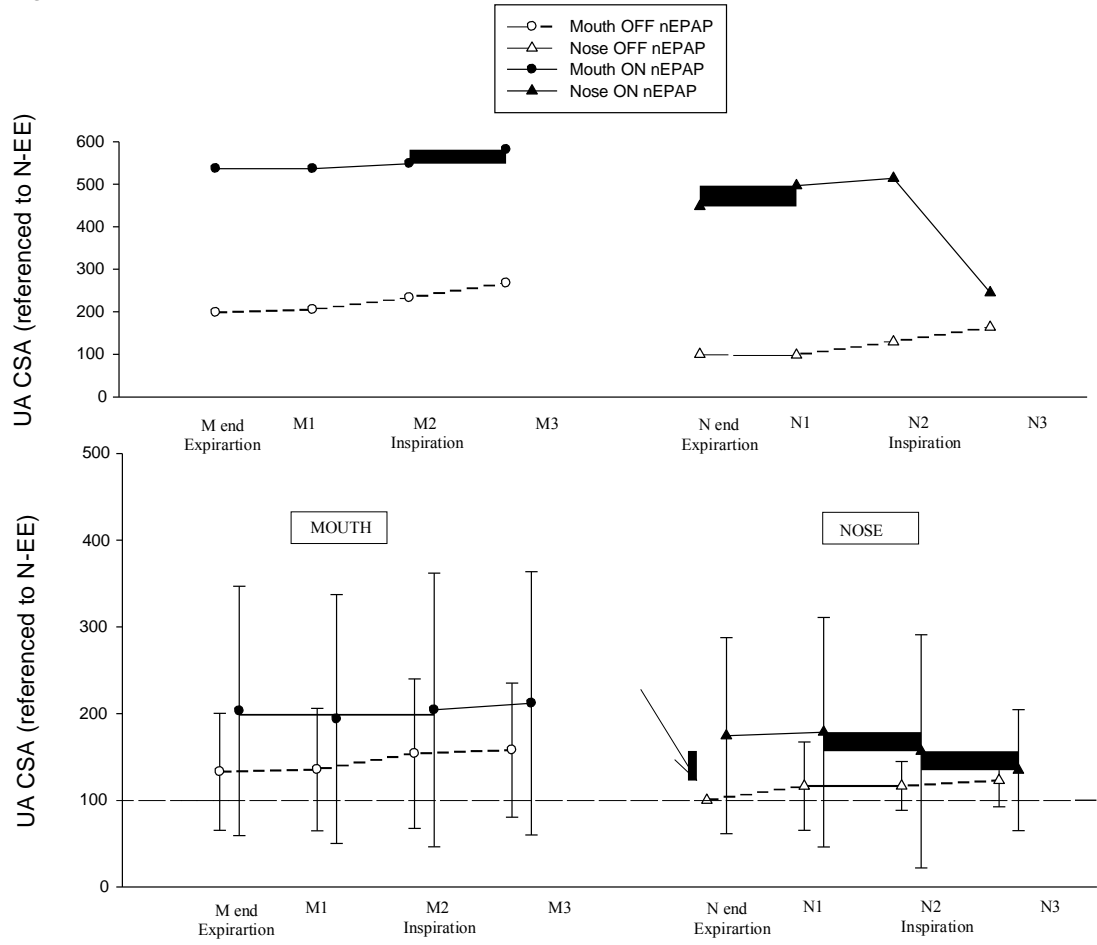 Mouth OFF nEPAP
Nose OFF nEPAP
Mouth ON nEPAP
Nose ON nEPAP
UA CSA (referenced to N-EE)
600
500
400
300
200
100
0
M end M1 M2 M3 N end N1 N2 N3
Expirartion Inspiration Expirartion Inspiration
UA CSA (referenced to N-EE)
500
400
300
200
100
0
MOUTH NOSE
M end M1 M2 M3 N end N1 N2 N3
Expirartion Inspiration Expirartion Inspiration